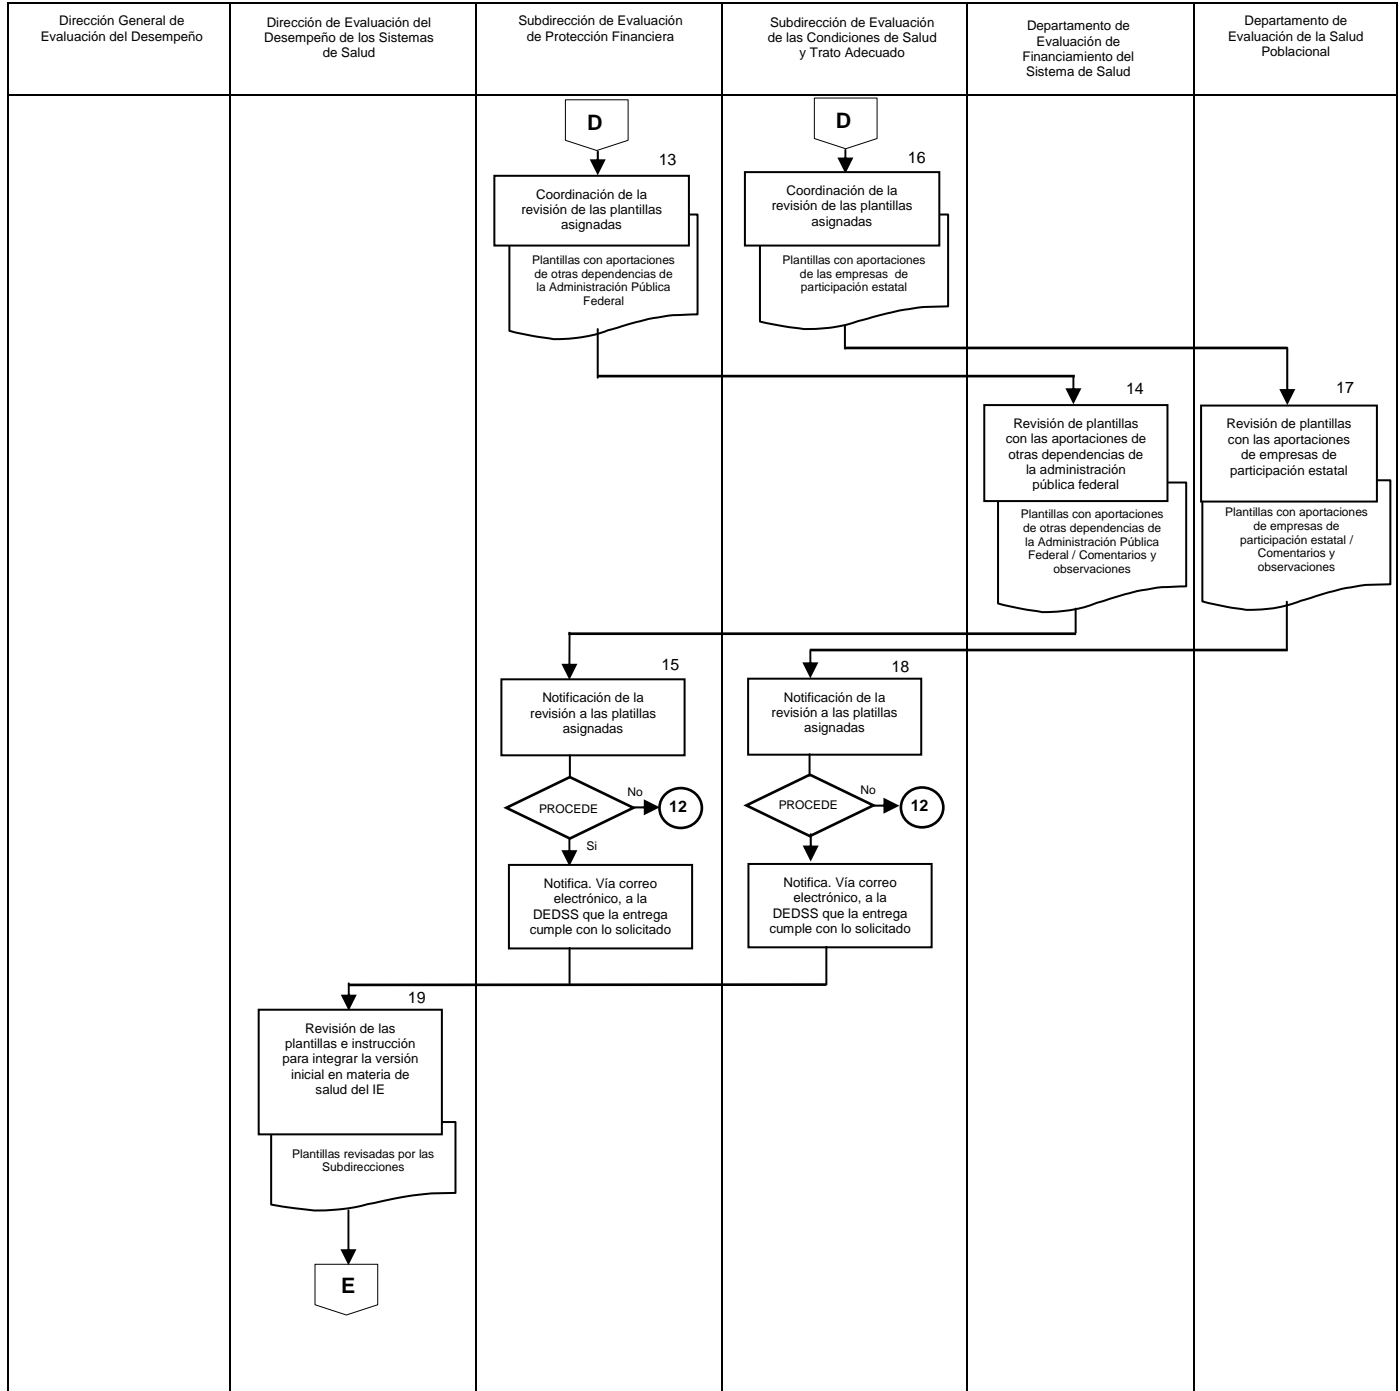 Dirección General de
Evaluación del Desempeño
Dirección de Evaluación del
Desempeño de los Sistemas
de Salud
Subdirección de Evaluación
de Protección Financiera
Subdirección de Evaluación
de las Condiciones de Salud
y Trato Adecuado
Departamento de
Evaluación de
Financiamiento del
Sistema de Salud
Departamento de
Evaluación de la Salud
Poblacional
D
13
Coordinación de la
revisión de las plantillas
asignadas
Plantillas con aportaciones
de otras dependencias de
la Administración Pública
Federal
D
16
Coordinación de la
revisión de las plantillas
asignadas
Plantillas con aportaciones
de las empresas de
participación estatal
14
Revisión de plantillas
con las aportaciones de
otras dependencias de
la administración
pública federal
Plantillas con aportaciones
de otras dependencias de
la Administración Pública
Federal / Comentarios y
observaciones
17
Revisión de plantillas
con las aportaciones
de empresas de
participación estatal
Plantillas con aportaciones
de empresas de
participación estatal /
Comentarios y
observaciones
15
Notificación de la
revisión a las platillas
asignadas
PROCEDE
No
12
Si
Notifica. Vía correo
electrónico, a la
DEDSS que la entrega
cumple con lo solicitado
18
Notificación de la
revisión a las platillas
asignadas
PROCEDE
No
12
Notifica. Vía correo
electrónico, a la
DEDSS que la entrega
cumple con lo solicitado
19
Revisión de las
plantillas e instrucción
para integrar la versión
inicial en materia de
salud del IE
Plantillas revisadas por las
Subdirecciones
E